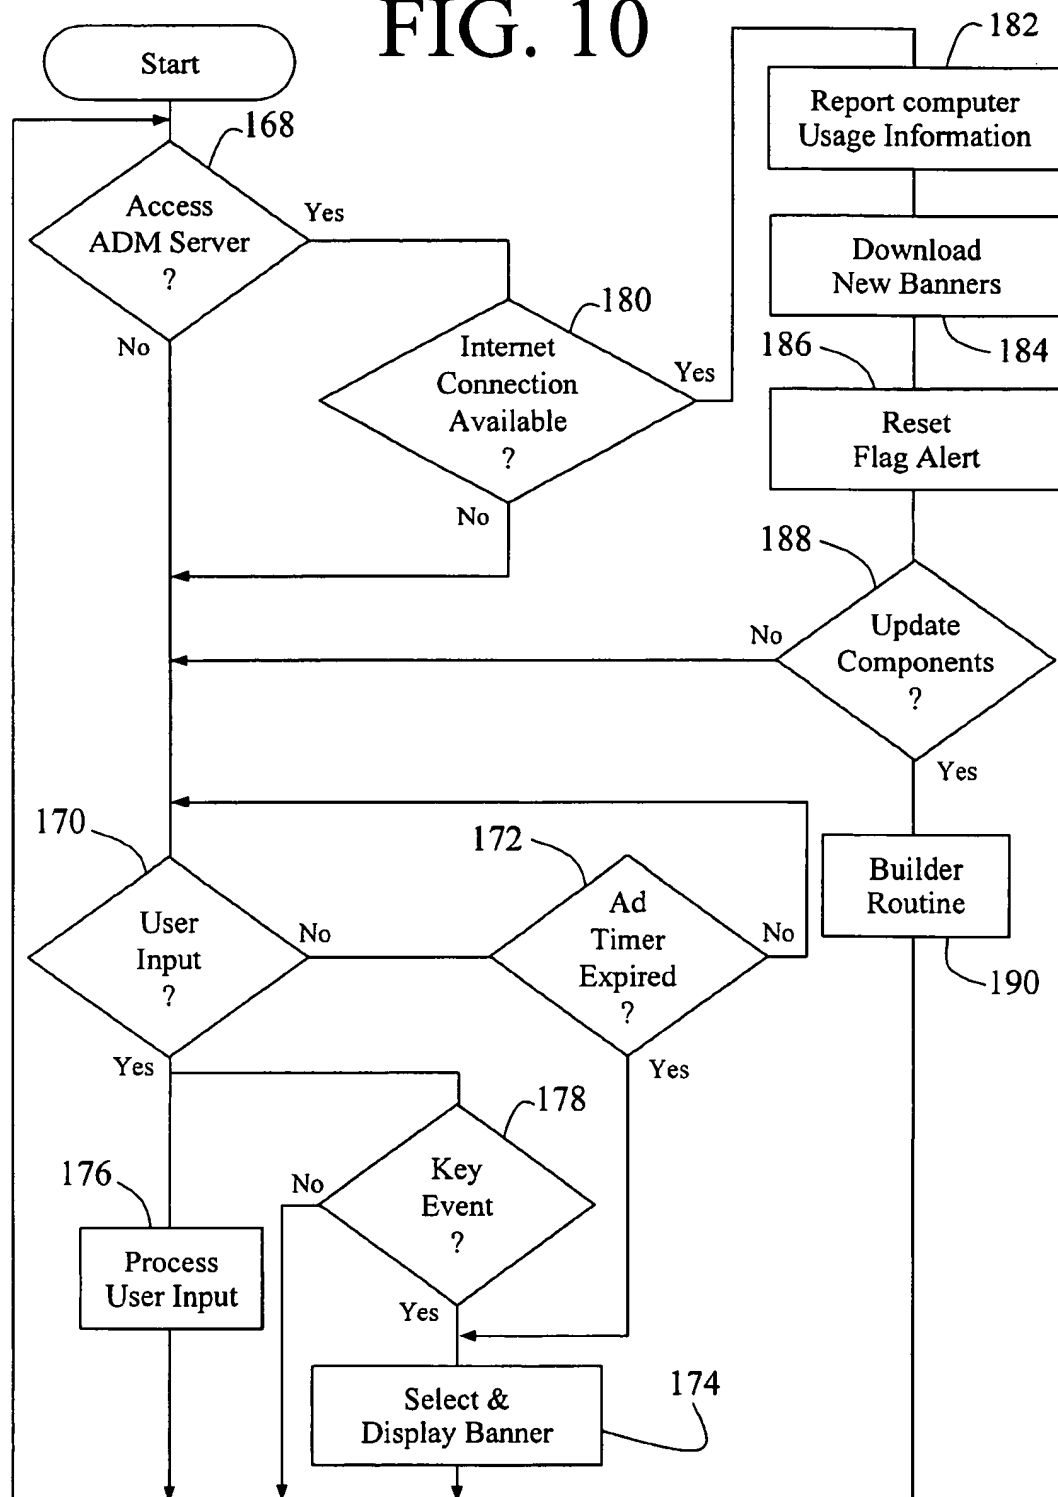 FIG. 10
Start
168
Access
ADM Server
?
Yes
No
180
Internet
Connection
Available
?
Yes
No
182
Report computer
Usage Information
Download
New Banners
184
186
Reset
Flag Alert
188
Update
Components
?
No
Yes
Builder
Routine
190
170
User
Input
?
No
Yes
172
Ad
Timer
Expired
?
No
Yes
178
Key
Event
?
No
Yes
176
Process
User Input
174
Select &
Display Banner